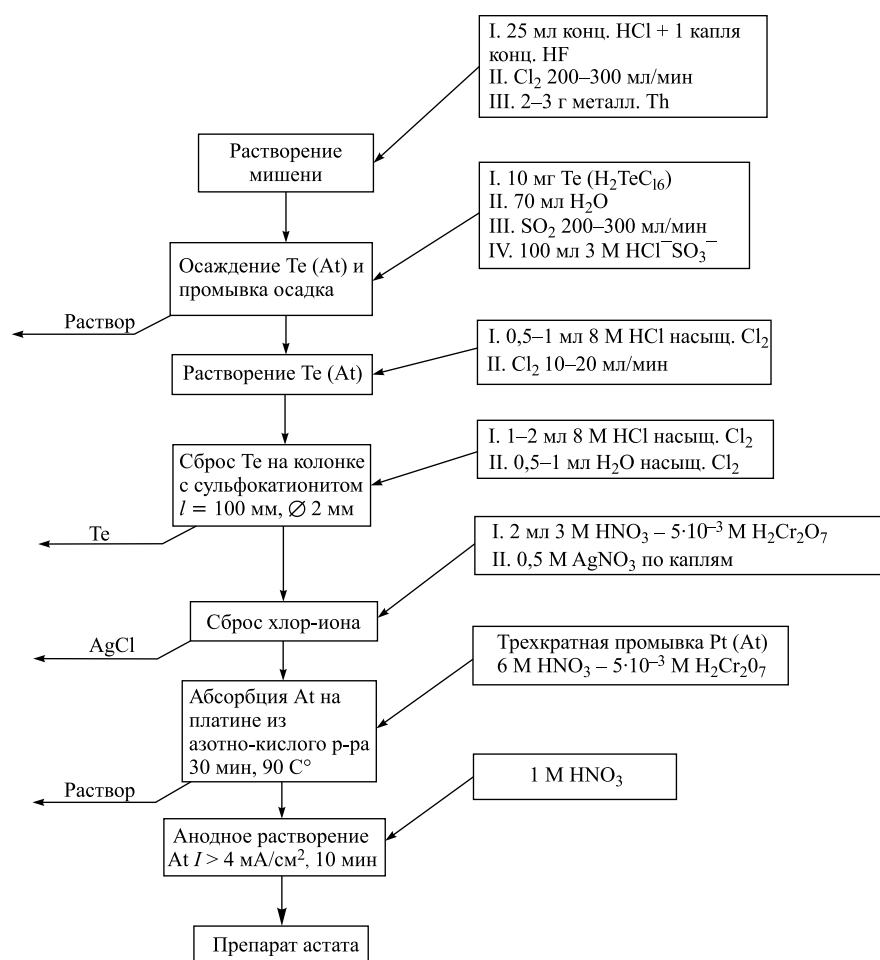 I. 25 мл конц. HCl + 1 капля
конц. HF
II. Cl₂ 200–300 мл/мин
III. 2–3 г металл. Th
Растворение
мишени
I. 10 мг Te (H₂TeC₁₆)
II. 70 мл H₂O
III. SO₂ 200–300 мл/мин
IV. 100 мл 3 M HCl¯SO₃¯
Осаждение Te (At) и
промывка осадка
Раствор
I. 0,5–1 мл 8 M HCl насыщ. Cl₂
II. Cl₂ 10–20 мл/мин
Растворение Te (At)
I. 1–2 мл 8 M HCl насыщ. Cl₂
II. 0,5–1 мл H₂O насыщ. Cl₂
Сброс Te на колонке
с сульфокатионитом
l = 100 мм, ∅ 2 мм
Te
I. 2 мл 3 M HNO₃ – 5·10⁻³ M H₂Cr₂O₇
II. 0,5 M AgNO₃ по каплям
Сброс хлор-иона
AgCl
Трехкратная промывка Pt (At)
6 M HNO₃ – 5·10⁻³ M H₂Cr₂0₇
Абсорбция At на
платине из
азотно-кислого р-ра
30 мин, 90 C°
Раствор
1 M HNO₃
Анодное растворение
At I > 4 мА/см², 10 мин
Препарат астата